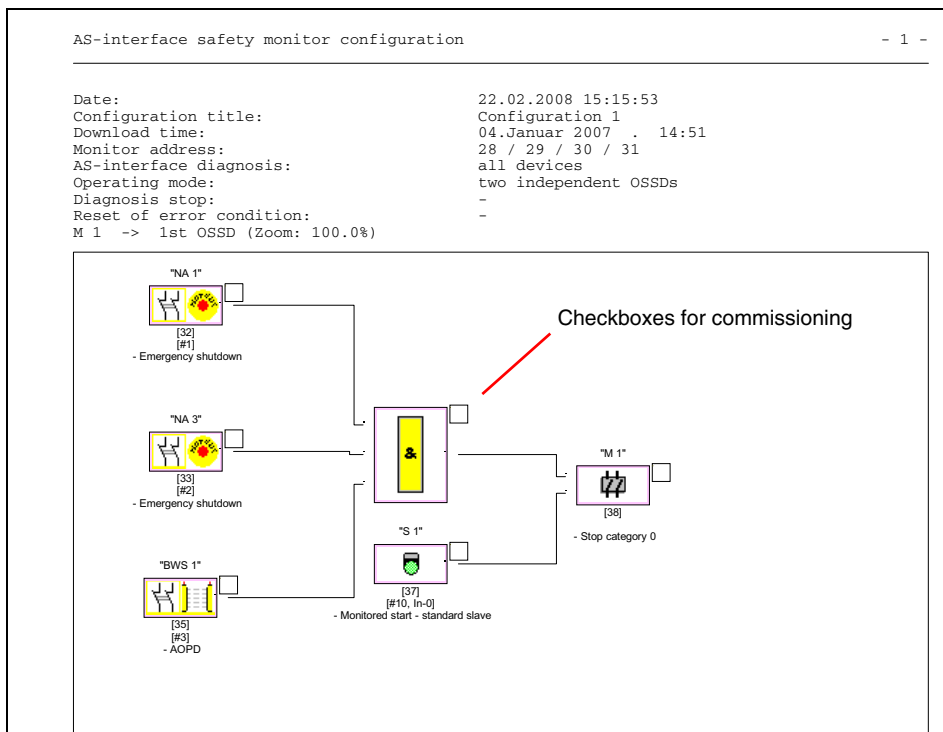 AS-interface safety monitor configuration - 1 -
Date: 22.02.2008 15:15:53
Configuration title: Configuration 1
Download time: 04.Januar 2007 . 14:51
Monitor address: 28 / 29 / 30 / 31
AS-interface diagnosis: all devices
Operating mode: two independent OSSDs
Diagnosis stop: -
Reset of error condition: -
M 1 -> 1st OSSD (Zoom: 100.0%)
"NA 1"
[32]
[#1]
- Emergency shutdown
Checkboxes for commissioning
"NA 3"
[33]
[#2]
- Emergency shutdown
&
"M 1"
[38]
- Stop category 0
"S 1"
[37]
[#10, In-0]
- Monitored start - standard slave
"BWS 1"
[35]
[#3]
- AOPD